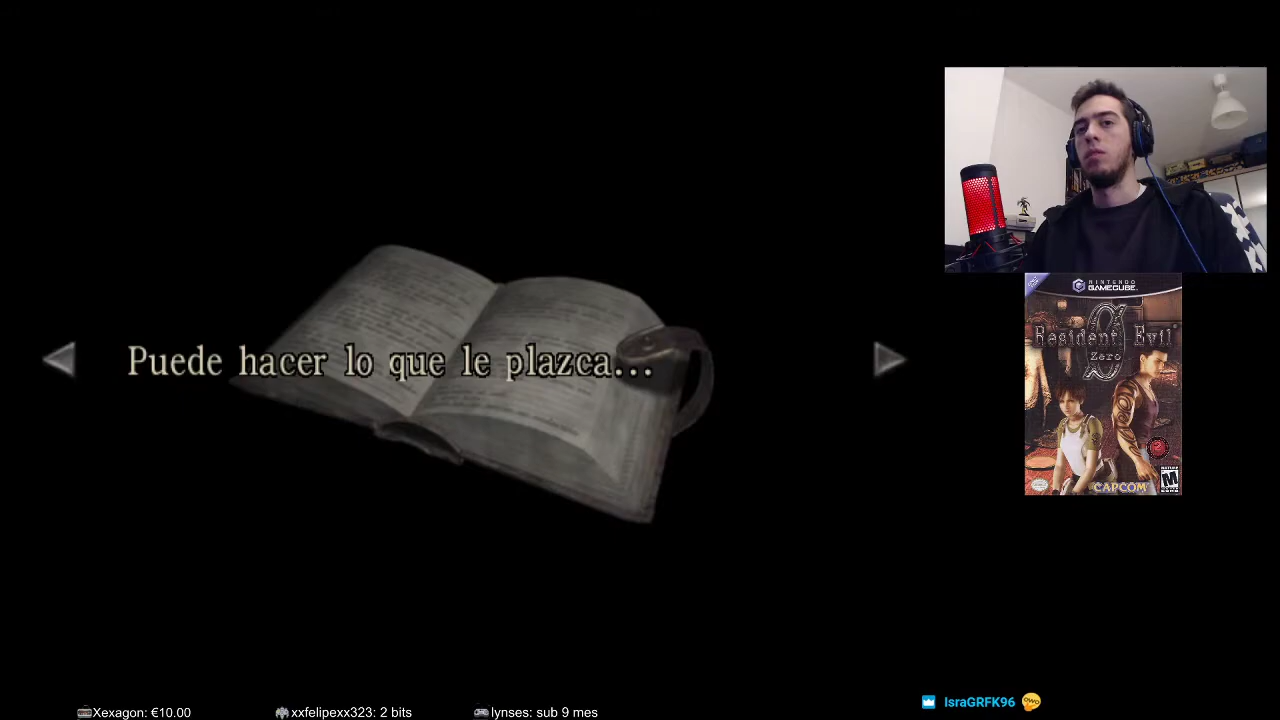 Puede hacer lo que le plazca...
NINTENDO
GAMECUBE
Resident Evil
Zero
M
CAPCOM
Xexagon: €10.00
xxfelipexx323: 2 bits
lynses: sub 9 mes
IsraGRFK96